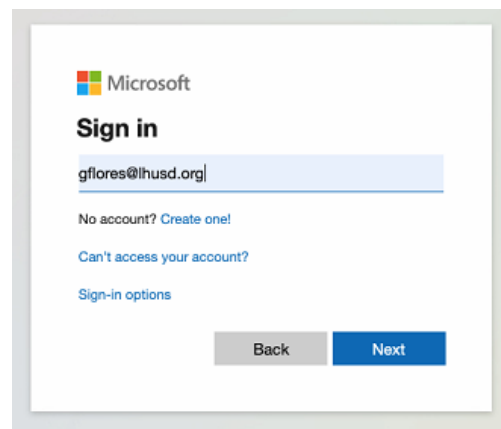 Microsoft
Sign in
gflores@lhusd.org
No account? Create one!
Can't access your account?
Sign-in options
Back Next